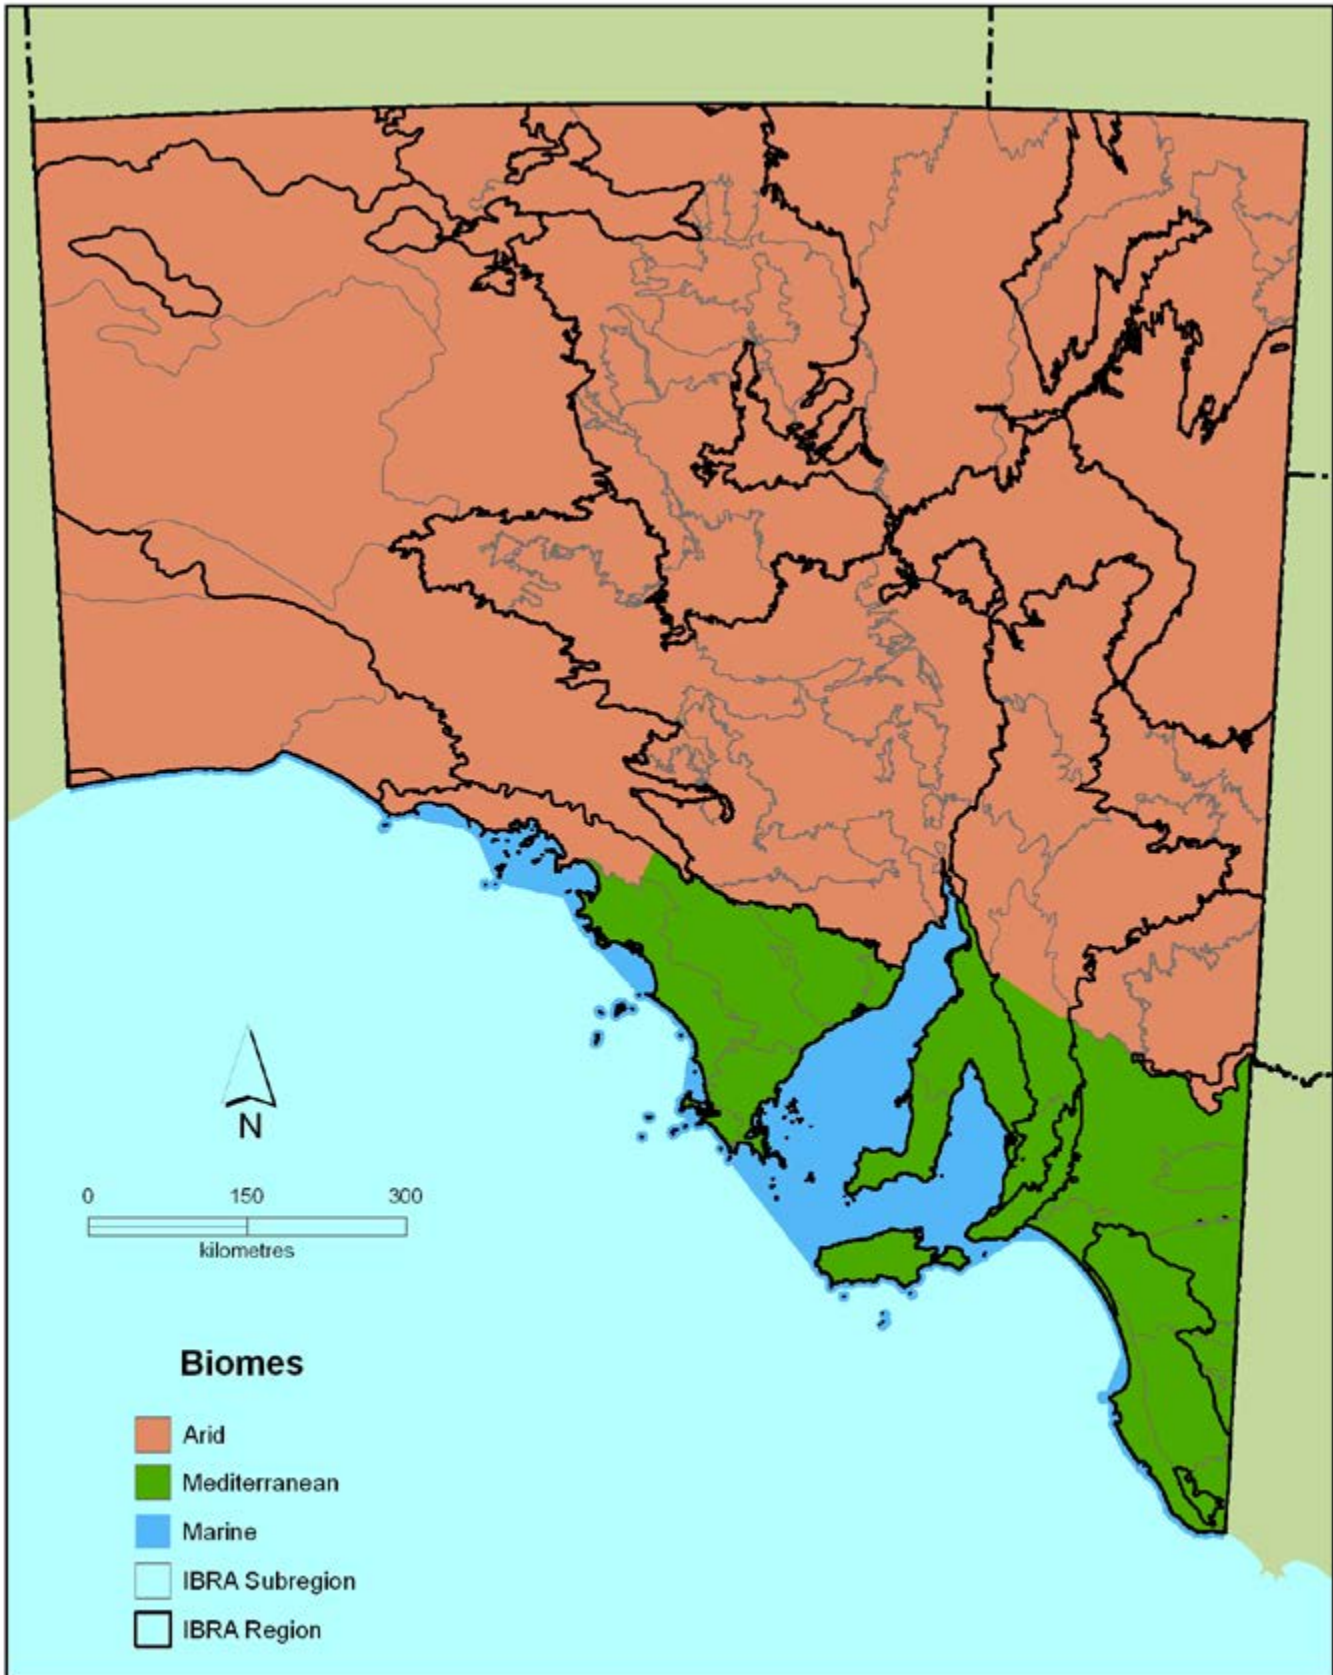 N
0 150 300
kilometres
Biomes
Arid
Mediterranean
Marine
IBRA Subregion
IBRA Region